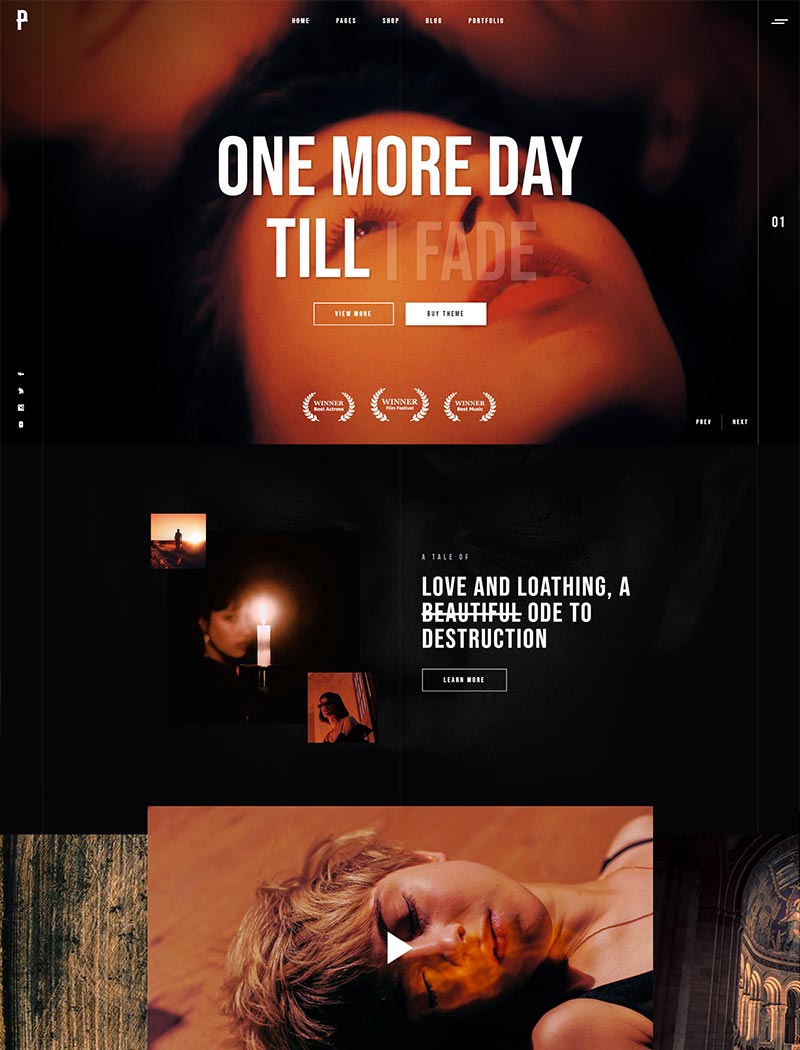 P
HOME PAGES SHOP BLOG PORTFOLIO
ONE MORE DAY
TILL I FADE
01
VIEW MORE BUY THEME
WINNER Best Actress
WINNER Film Festival
WINNER Best Music
PREV NEXT
A TALE OF
LOVE AND LOATHING, A
BEAUTIFUL ODE TO
DESTRUCTION
LEARN MORE